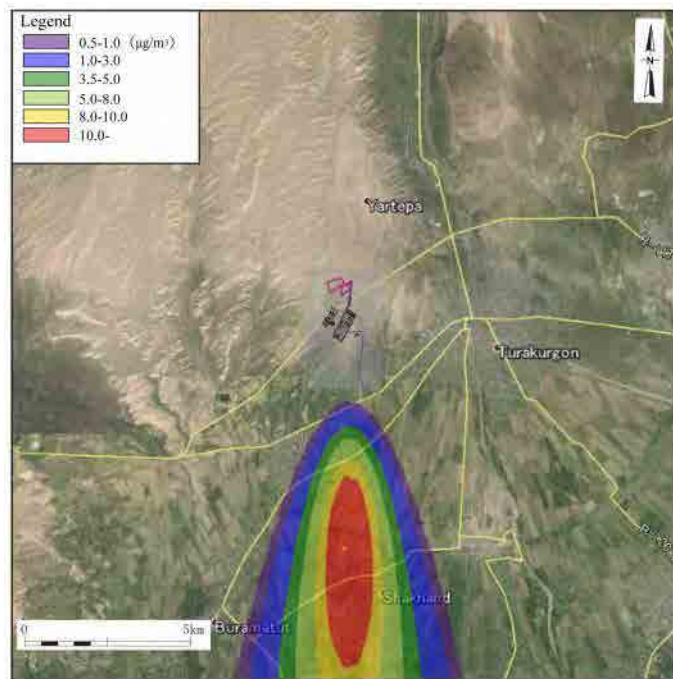 Legend
0.5-1.0 (μg/m³)
1.0-3.0
3.5-5.0
5.0-8.0
8.0-10.0
10.0-
N
Yartepa
Turakurgon
Shakhand
Buramatut
0 5km